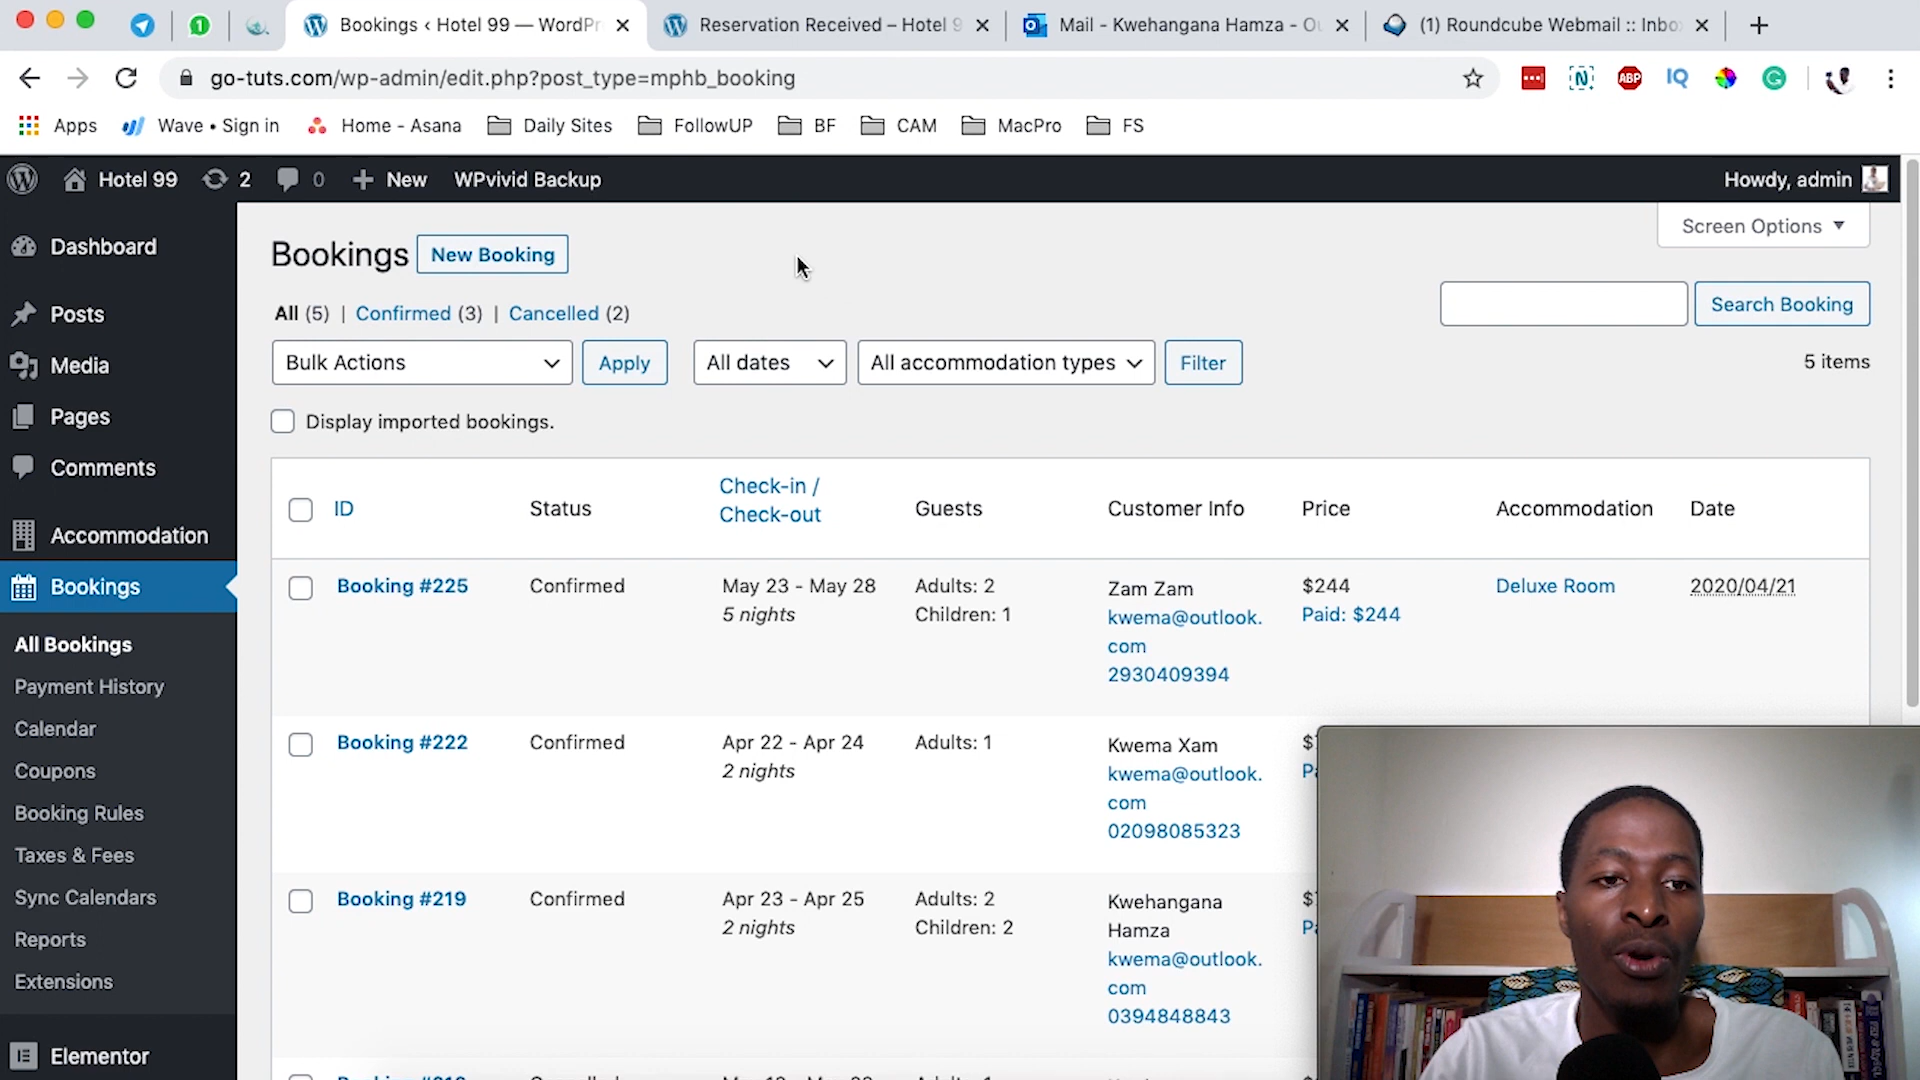 1
Bookings ‹ Hotel 99 — WordPr
Reservation Received – Hotel 9
Mail - Kwehangana Hamza - Ou
(1) Roundcube Webmail :: Inbo
go-tuts.com/wp-admin/edit.php?post_type=mphb_booking
ABP
IQ
Apps
Wave • Sign in
Home - Asana
Daily Sites
FollowUP
BF
CAM
MacPro
FS
Hotel 99
2
0
New
WPvivid Backup
Howdy, admin
Dashboard
Posts
Media
Pages
Comments
Accommodation
Bookings
All Bookings
Payment History
Calendar
Coupons
Booking Rules
Taxes & Fees
Sync Calendars
Reports
Extensions
Elementor
Screen Options
Bookings
New Booking
All (5) | Confirmed (3) | Cancelled (2)
Search Booking
Bulk Actions
Apply
All dates
All accommodation types
Filter
5 items
Display imported bookings.
ID
Status
Check-in /
Check-out
Guests
Customer Info
Price
Accommodation
Date
Booking #225
Confirmed
May 23 - May 28
5 nights
Adults: 2
Children: 1
Zam Zam
kwema@outlook.
com
2930409394
$244
Paid: $244
Deluxe Room
2020/04/21
Booking #222
Confirmed
Apr 22 - Apr 24
2 nights
Adults: 1
Kwema Xam
kwema@outlook.
com
02098085323
Booking #219
Confirmed
Apr 23 - Apr 25
2 nights
Adults: 2
Children: 2
Kwehangana
Hamza
kwema@outlook.
com
0394848843